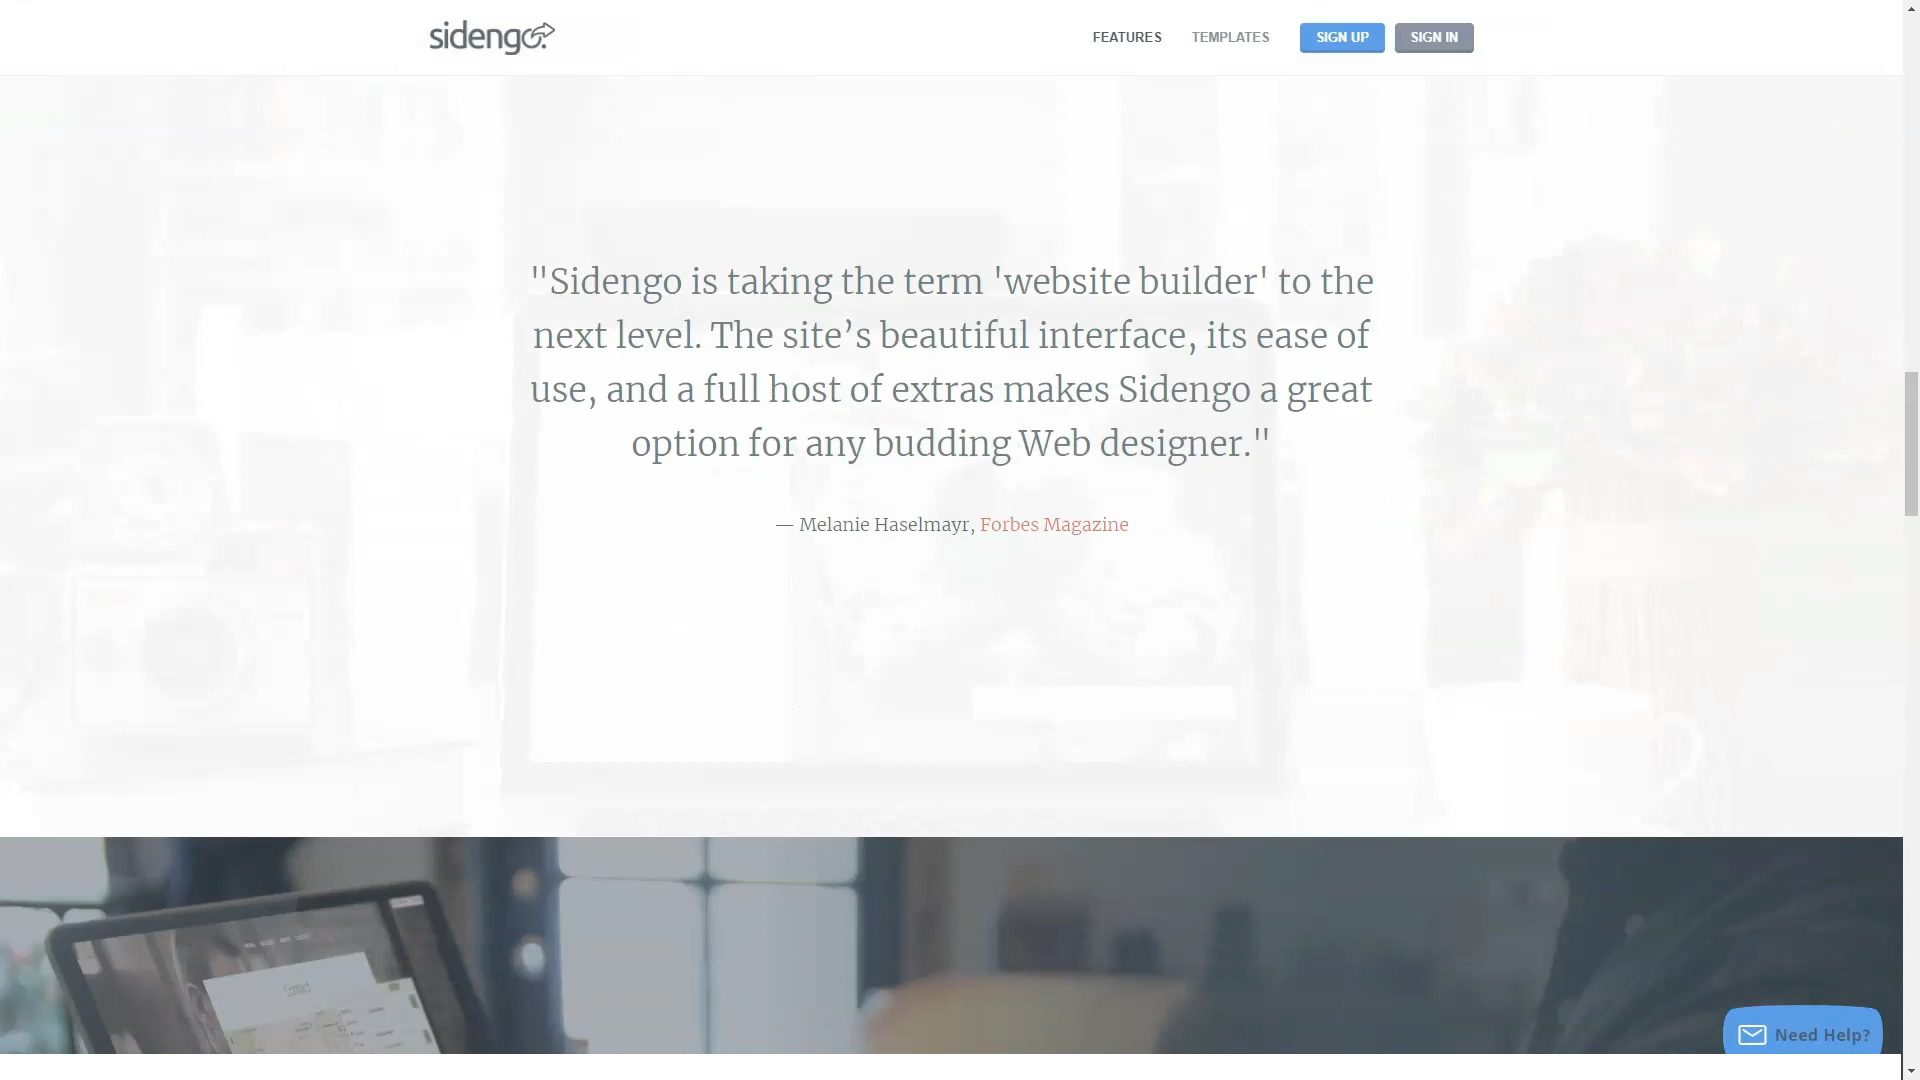 sidengo
FEATURES
TEMPLATES
SIGN UP
SIGN IN
"Sidengo is taking the term 'website builder' to the
next level. The site’s beautiful interface, its ease of
use, and a full host of extras makes Sidengo a great
option for any budding Web designer."
— Melanie Haselmayr, Forbes Magazine
Contact
Need Help?